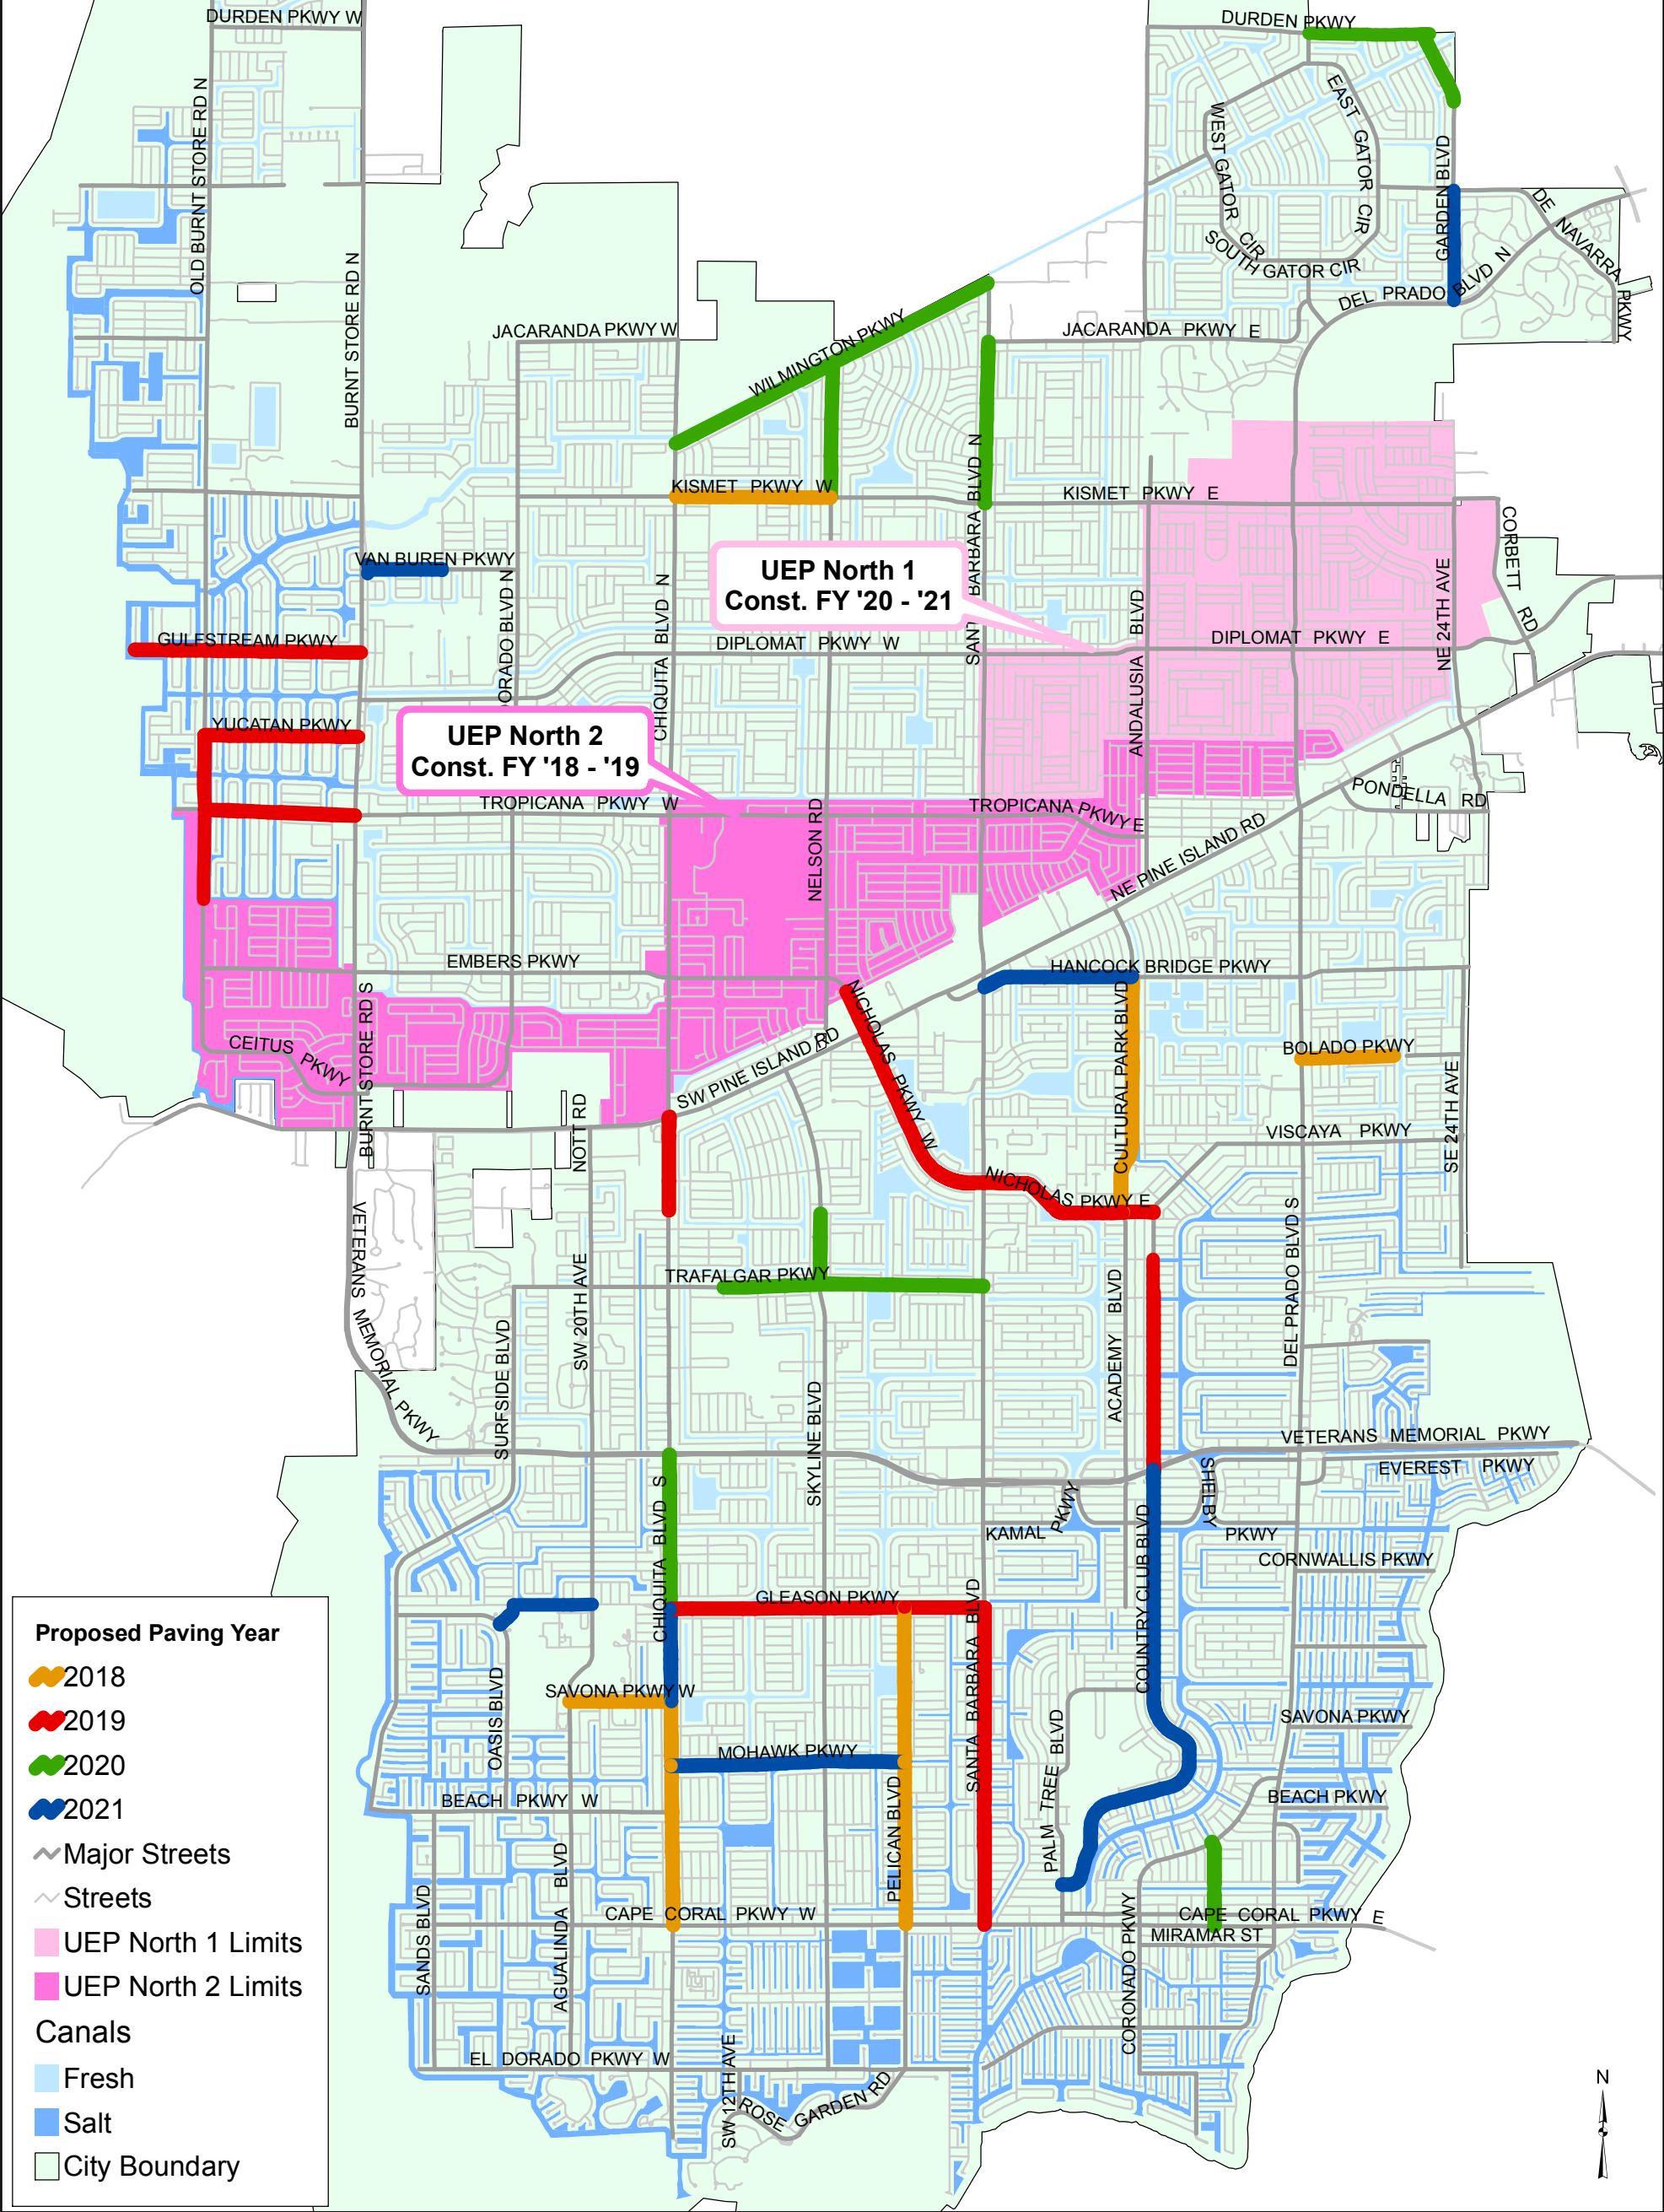 DURDEN PKWY W
DURDEN PKWY
OLD BURNT STORE RD N
BURNT STORE RD N
WEST GATOR CIR
EAST GATOR CIR
SOUTH GATOR CIR
GARDEN BLVD
DE NAVARRA PKWY
DEL PRADO BLVD N
JACARANDA PKWY W
WILMINGTON PKWY
JACARANDA PKWY E
KISMET PKWY W
SANTA BARBARA BLVD N
KISMET PKWY E
CORBETT RD
VAN BUREN PKWY
UEP North 1
Const. FY '20 - '21
GULFSTREAM PKWY
ORADO BLVD N
CHIQUITA BLVD N
DIPLOMAT PKWY W
ANDALUSIA BLVD
DIPLOMAT PKWY E
NE 24TH AVE
YUCATAN PKWY
UEP North 2
Const. FY '18 - '19
TROPICANA PKWY W
NELSON RD
TROPICANA PKWY E
PONDELLA RD
NE PINE ISLAND RD
EMBERS PKWY
HANCOCK BRIDGE PKWY
NICHOLAS PKWY W
CEITUS PKWY
BURNT STORE RD S
SW PINE ISLAND RD
RD
CULTURAL PARK BLVD
BOLADO PKWY
NOTT RD
VISCAYA PKWY
SE 24TH AVE
NICHOLAS PKWY E
VETERANS MEMORIAL PKWY
SW 20TH AVE
TRAFALGAR PKWY
ACADEMY BLVD
DEL PRADO BLVD S
SURFSIDE BLVD
SKYLINE BLVD
VETERANS MEMORIAL PKWY
EVEREST PKWY
CHIQUITA BLVD S
KAMAL PKWY
SHELBY PKWY
CORNWALLIS PKWY
GLEASON PKWY
SANTA BARBARA BLVD
COUNTRY CLUB BLVD
OASIS BLVD
SAVONA PKWY W
SAVONA PKWY
MOHAWK PKWY
PALM TREE BLVD
BEACH PKWY W
BEACH PKWY
PELICAN BLVD
SANDS BLVD
AGUALINDA BLVD
CAPE CORAL PKWY W
CORONADO PKWY
CAPE CORAL PKWY E
MIRAMAR ST
EL DORADO PKWY W
SW 12TH AVE
ROSE GARDEN RD
Proposed Paving Year
2018
2019
2020
2021
Major Streets
Streets
UEP North 1 Limits
UEP North 2 Limits
Canals
Fresh
Salt
City Boundary
N